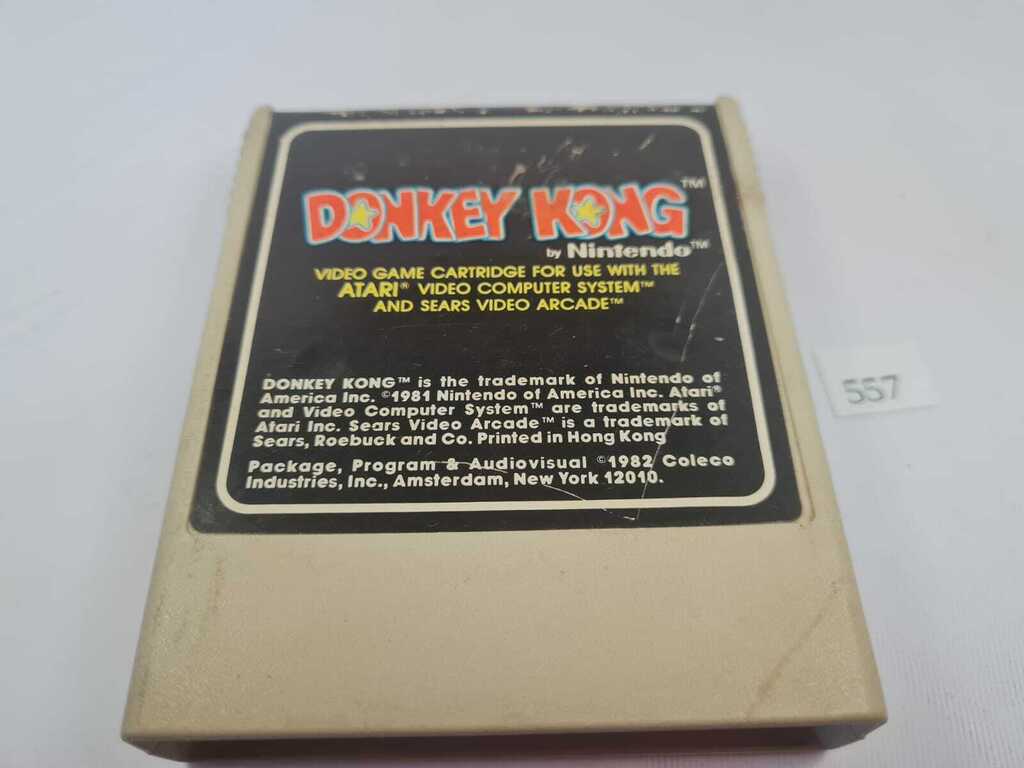 DONKEY KONG™
by Nintendo™
VIDEO GAME CARTRIDGE FOR USE WITH THE
ATARI® VIDEO COMPUTER SYSTEM™
AND SEARS VIDEO ARCADE™
DONKEY KONG™ is the trademark of Nintendo of
America Inc. ©1981 Nintendo of America Inc. Atari®
and Video Computer System™ are trademarks of
Atari Inc. Sears Video Arcade™ is a trademark of
Sears, Roebuck and Co. Printed in Hong Kong
Package, Program & Audiovisual ©1982 Coleco
Industries, Inc., Amsterdam, New York 12010.
557